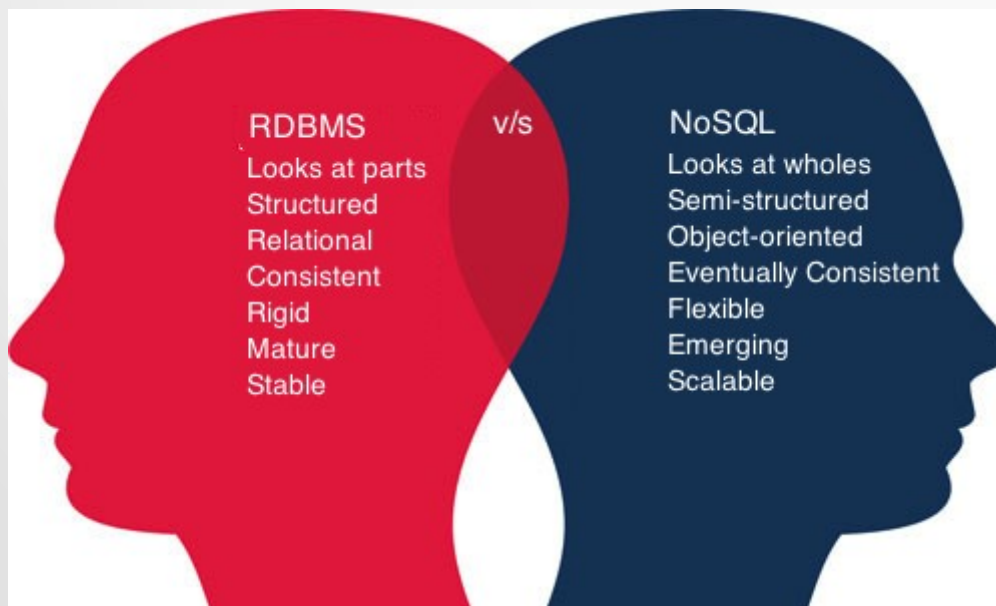 RDBMS
Looks at parts
Structured
Relational
Consistent
Rigid
Mature
Stable
v/s
NoSQL
Looks at wholes
Semi-structured
Object-oriented
Eventually Consistent
Flexible
Emerging
Scalable